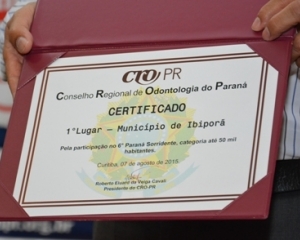 CRO PR
Conselho Regional de Odontologia do Paraná
CERTIFICADO
1º Lugar – Município de Ibiporã
Pela participação no 6º Paraná Sorridente, categoria até 50 mil
habitantes.
Curitiba, 07 de agosto de 2015.
Roberto Eluard da Veiga Cavali
Presidente do CRO-PR